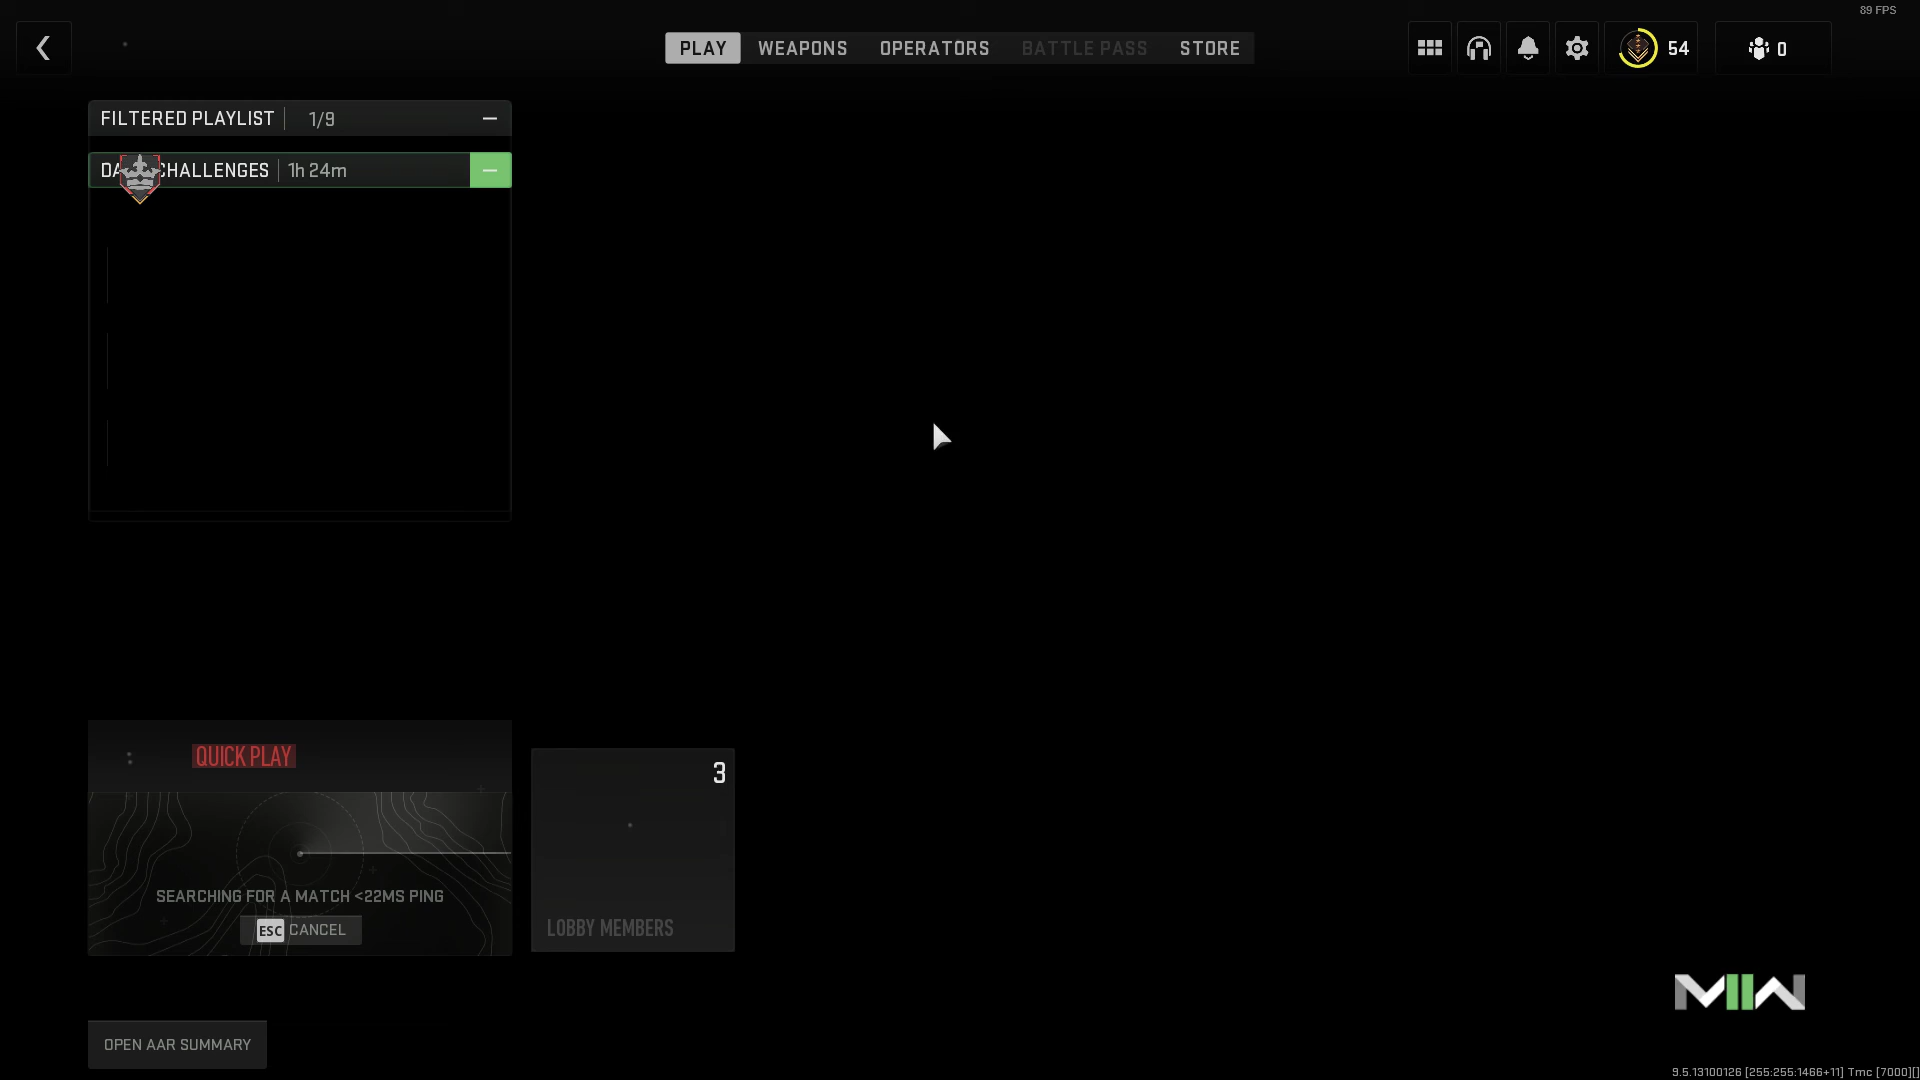 89 FPS
PLAY WEAPONS OPERATORS BATTLE PASS STORE
54
0
FILTERED PLAYLIST 1/9
DA CHALLENGES 1h 24m
QUICK PLAY
3
SEARCHING FOR A MATCH <22MS PING
ESC CANCEL
LOBBY MEMBERS
MIIW
OPEN AAR SUMMARY
9.5.13100126 [255:255:1466+11] Tmc [7000][]